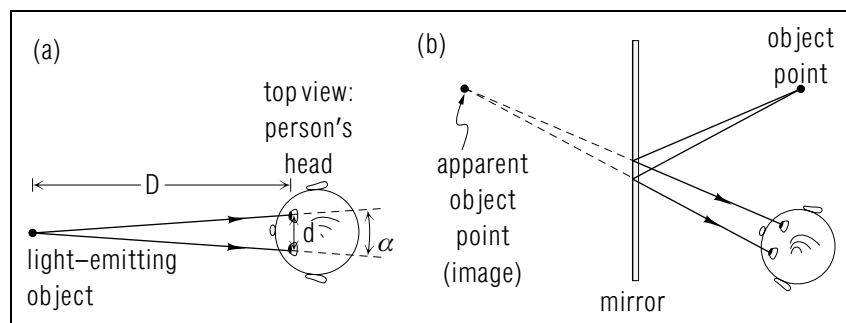 (a)
top view:
person's
head
D
d
α
light–emitting
object
(b)
object
point
apparent
object
point
(image)
mirror